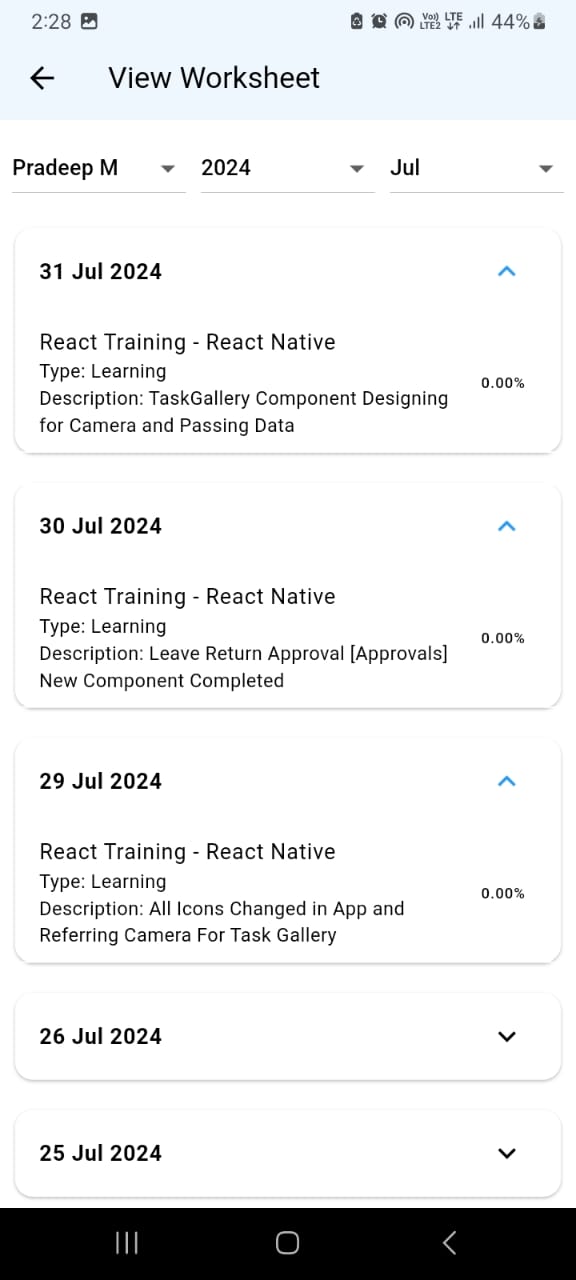 2:28
Vo)) LTE
LTE2
44%
View Worksheet
Pradeep M 2024 Jul
31 Jul 2024
React Training - React Native
Type: Learning
Description: TaskGallery Component Designing
for Camera and Passing Data
0.00%
30 Jul 2024
React Training - React Native
Type: Learning
Description: Leave Return Approval [Approvals]
New Component Completed
0.00%
29 Jul 2024
React Training - React Native
Type: Learning
Description: All Icons Changed in App and
Referring Camera For Task Gallery
0.00%
26 Jul 2024
25 Jul 2024